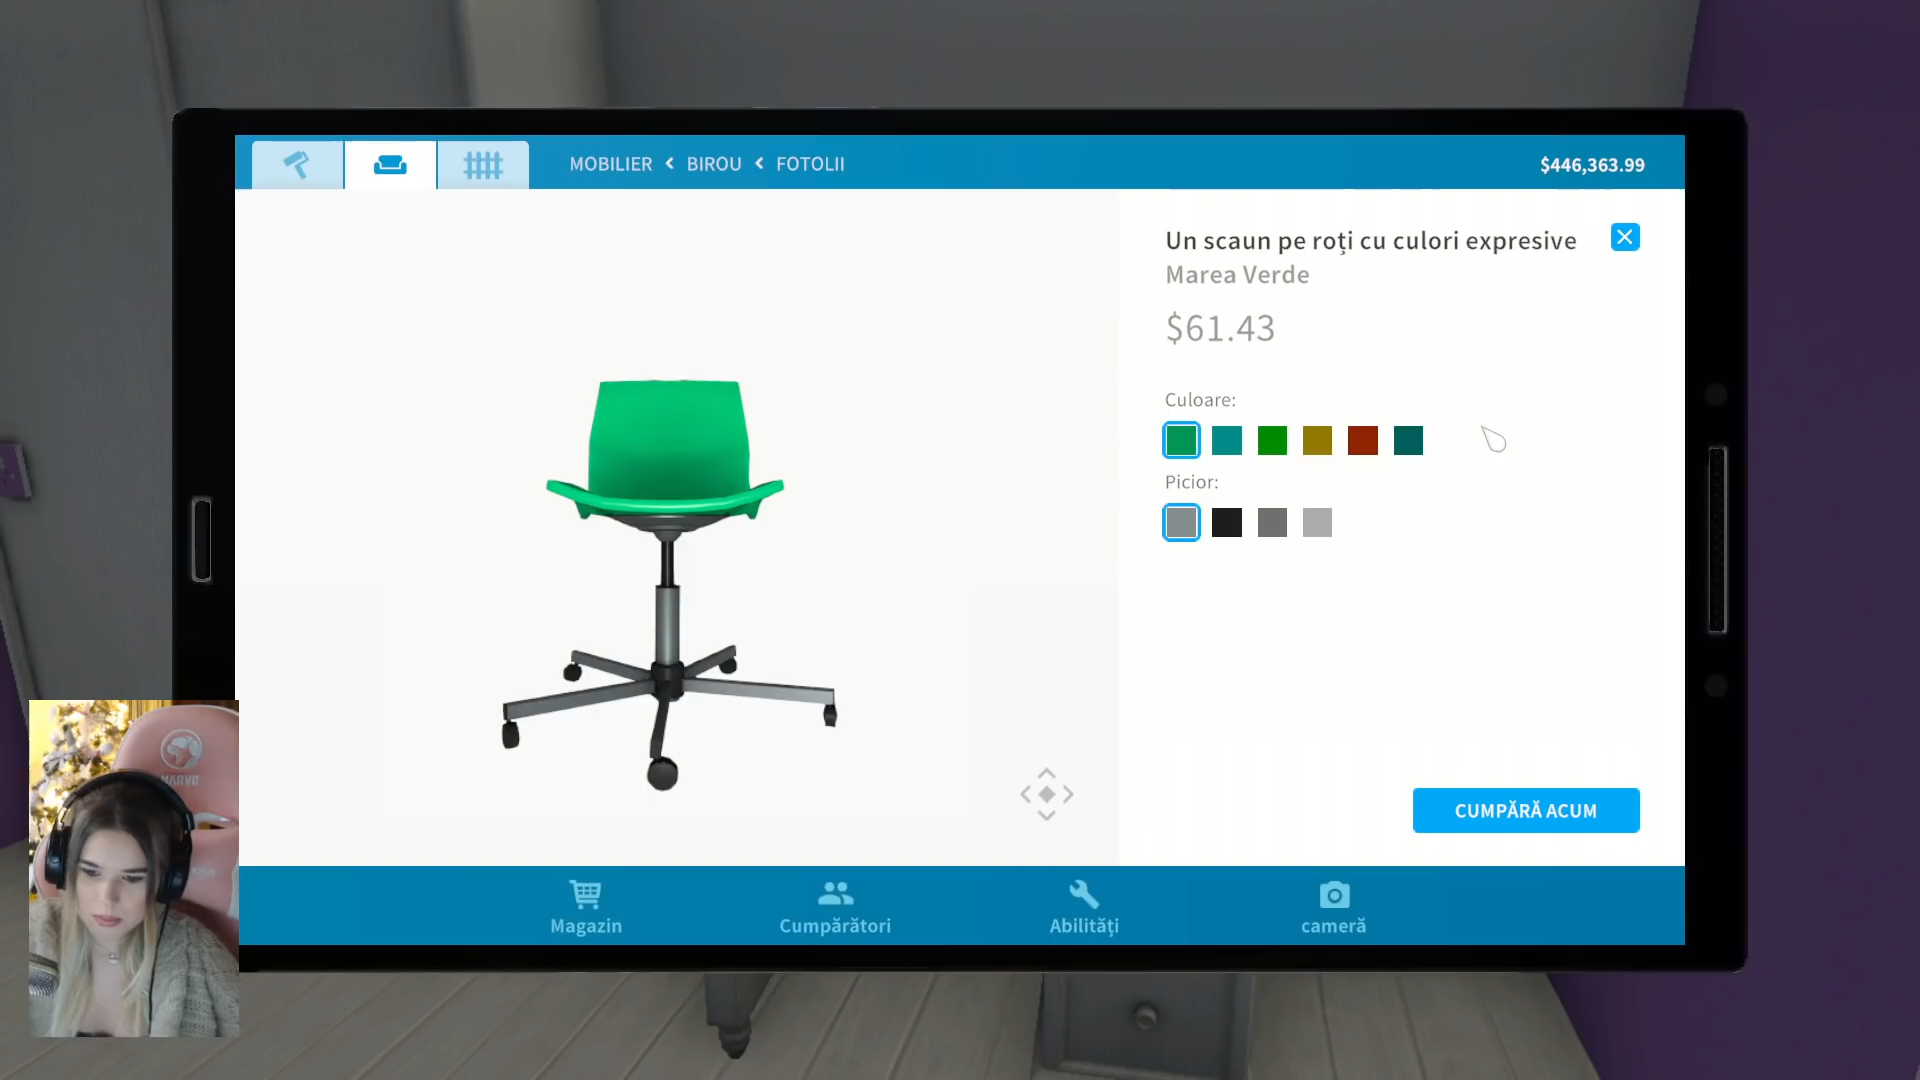 MOBILIER < BIROU < FOTOLII
$446,363.99
Un scaun pe roți cu culori expresive
Marea Verde
$61.43
Culoare:
Picior:
CUMPĂRĂ ACUM
MARVO
Magazin
Cumpărători
Abilități
cameră